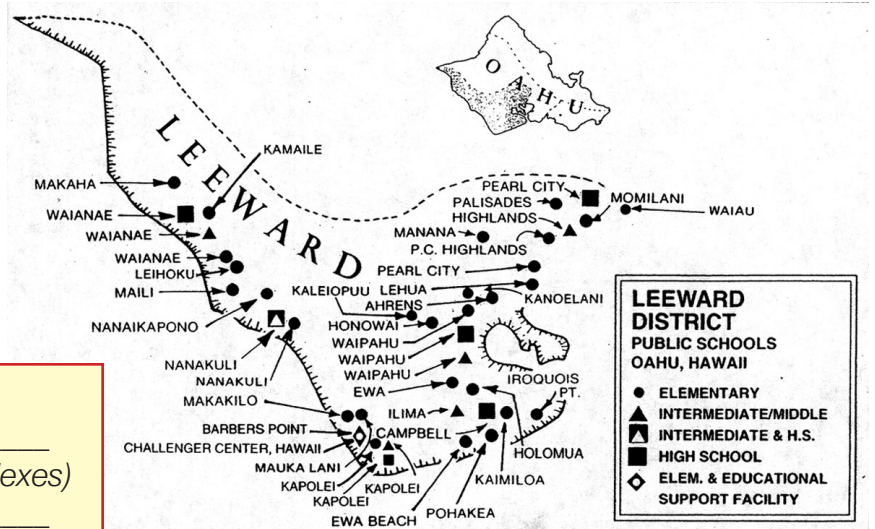 OAHU
LEEWARD
KAMAILE
MAKAHA
WAIANAE
WAIANAE
WAIANAE
LEIHOKU
MAILI
NANAIKAPONO
NANAKULI
NANAKULI
MAKAKILO
BARBERS POINT
CHALLENGER CENTER, HAWAII
MAUKA LANI
KAPOLEI
KAPOLEI
KAPOLEI
EWA BEACH
POHAKEA
KAIMILOA
HOLOMUA
IROQUOIS
PT.
CAMPBELL
ILIMA
EWA
WAIPAHU
WAIPAHU
WAIPAHU
HONOWAI
KALEIOPUU
AHRENS
LEHUA
KANOELANI
PEARL CITY
P.C. HIGHLANDS
MANANA
HIGHLANDS
PALISADES
PEARL CITY
MOMILANI
WAIAU
LEEWARD
DISTRICT
PUBLIC SCHOOLS
OAHU, HAWAII
ELEMENTARY
INTERMEDIATE/MIDDLE
INTERMEDIATE & H.S.
HIGH SCHOOL
ELEM. & EDUCATIONAL
SUPPORT FACILITY